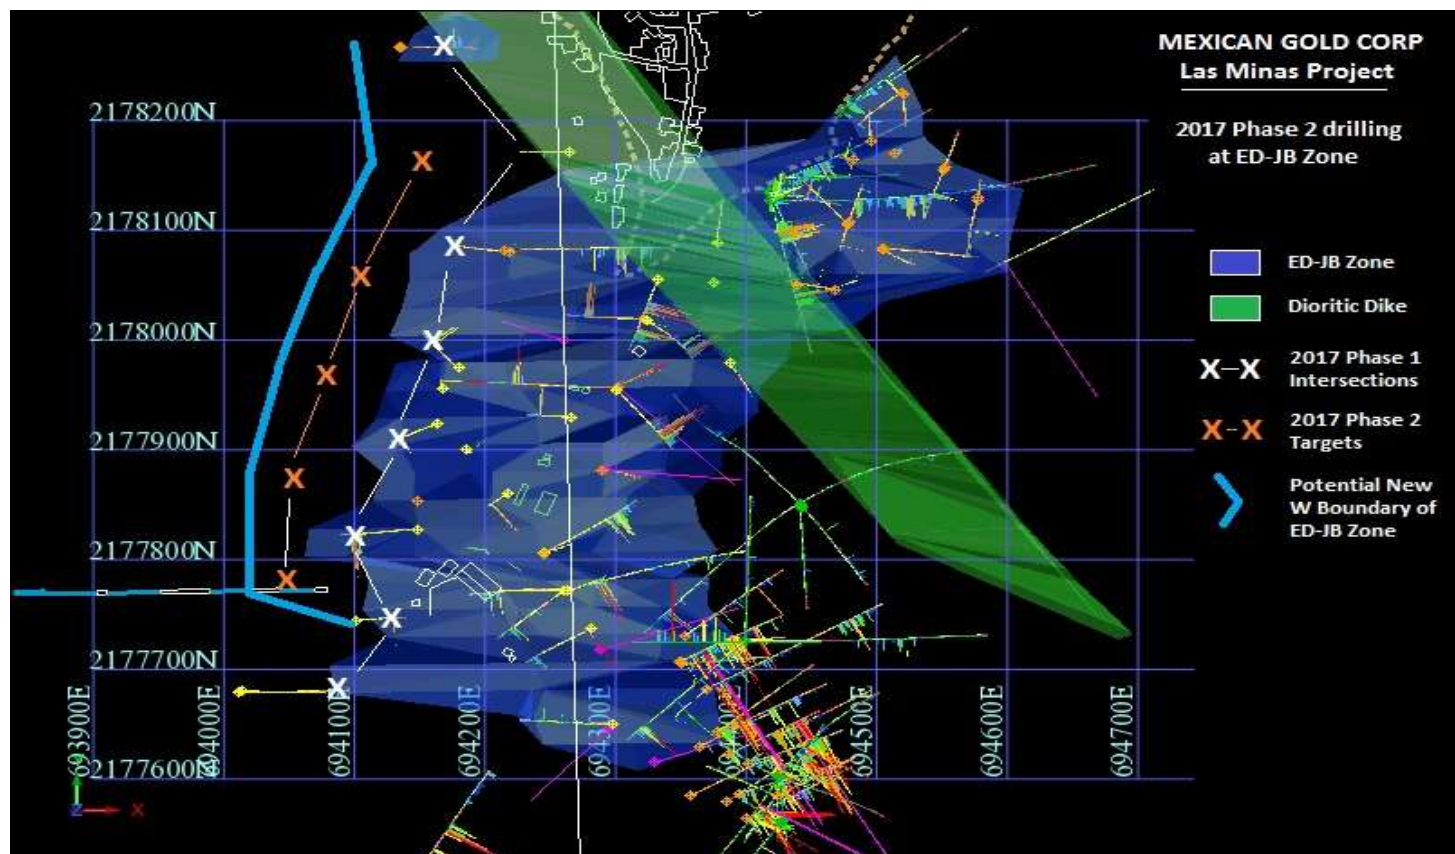 MEXICAN GOLD CORP
Las Minas Project
2017 Phase 2 drilling
at ED-JB Zone
ED-JB Zone
Dioritic Dike
X-X 2017 Phase 1
Intersections
X-X 2017 Phase 2
Targets
Potential New
W Boundary of
ED-JB Zone
2178200N
2178100N
2178000N
2177900N
2177800N
2177700N
2177600N
693900E
694000E
694100E
694200E
694300E
694500E
694600E
694700E
X
X
X
X
X
X
X
X
X
X
X
X
Z X